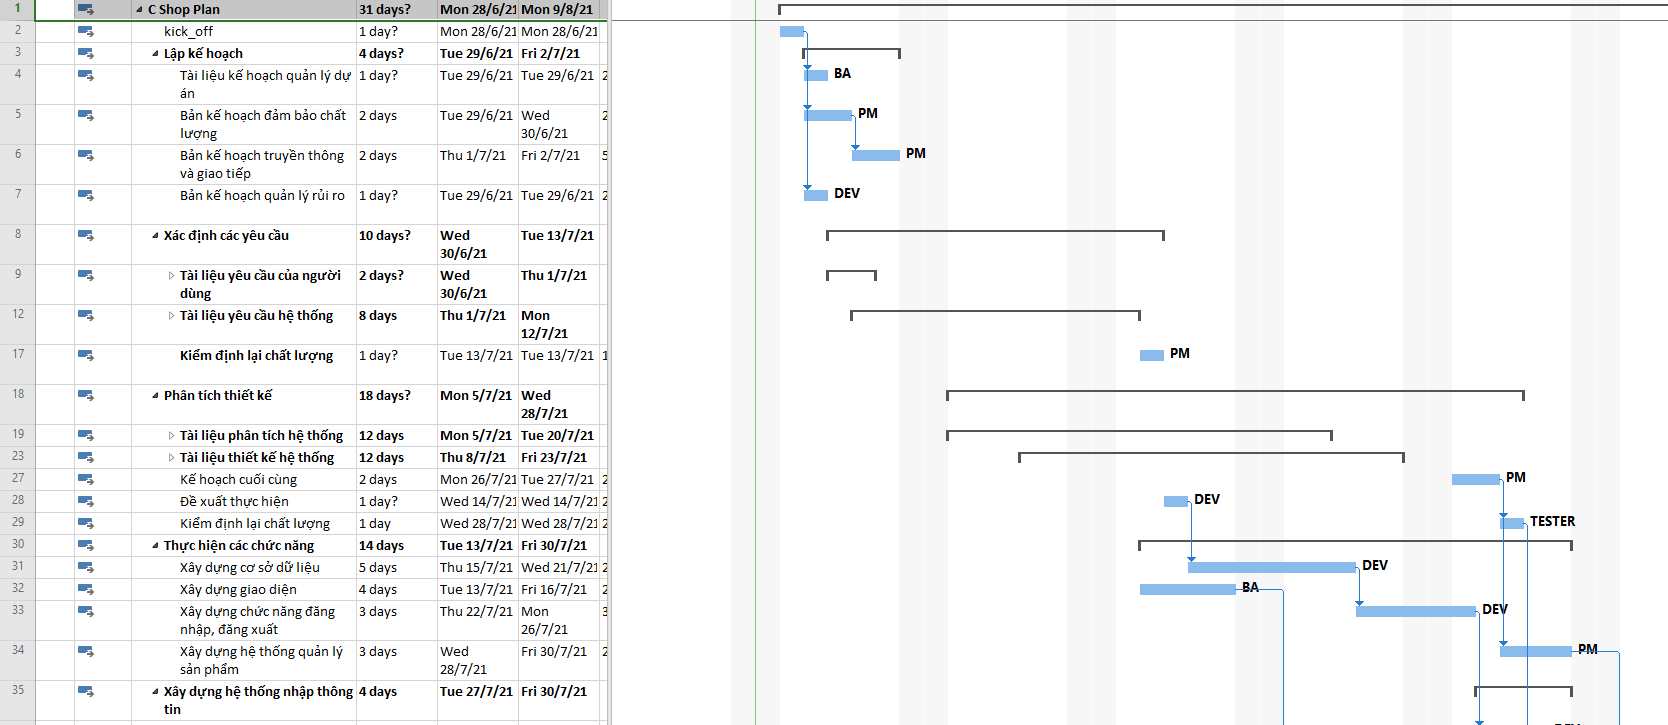 1 C Shop Plan 31 days? Mon 28/6/21 Mon 9/8/21
2 kick_off 1 day? Mon 28/6/21 Mon 28/6/21
3 Lập kế hoạch 4 days? Tue 29/6/21 Fri 2/7/21
4 Tài liệu kế hoạch quản lý dự 1 day? Tue 29/6/21 Tue 29/6/21 2 BA
án
5 Bản kế hoạch đảm bảo chất 2 days Tue 29/6/21 Wed 2 PM
lượng 30/6/21
6 Bản kế hoạch truyền thông 2 days Thu 1/7/21 Fri 2/7/21 5 PM
và giao tiếp
7 Bản kế hoạch quản lý rủi ro 1 day? Tue 29/6/21 Tue 29/6/21 2 DEV
8 Xác định các yêu cầu 10 days? Wed Tue 13/7/21
30/6/21
9 Tài liệu yêu cầu của người 2 days? Wed Thu 1/7/21
dùng 30/6/21
12 Tài liệu yêu cầu hệ thống 8 days Thu 1/7/21 Mon
12/7/21
17 Kiểm định lại chất lượng 1 day? Tue 13/7/21 Tue 13/7/21 1 PM
18 Phân tích thiết kế 18 days? Mon 5/7/21 Wed
28/7/21
19 Tài liệu phân tích hệ thống 12 days Mon 5/7/21 Tue 20/7/21
23 Tài liệu thiết kế hệ thống 12 days Thu 8/7/21 Fri 23/7/21
27 Kế hoạch cuối cùng 2 days Mon 26/7/21 Tue 27/7/21 2 PM
28 Đề xuất thực hiện 1 day? Wed 14/7/21 Wed 14/7/21 2 DEV
29 Kiểm định lại chất lượng 1 day Wed 28/7/21 Wed 28/7/21 2 TESTER
30 Thực hiện các chức năng 14 days Tue 13/7/21 Fri 30/7/21
31 Xây dựng cơ sở dữ liệu 5 days Thu 15/7/21 Wed 21/7/21 2 DEV
32 Xây dựng giao diện 4 days Tue 13/7/21 Fri 16/7/21 2 BA
33 Xây dựng chức năng đăng 3 days Thu 22/7/21 Mon 3 DEV
nhập, đăng xuất 26/7/21
34 Xây dựng hệ thống quản lý 3 days Wed Fri 30/7/21 2 PM
sản phẩm 28/7/21
35 Xây dựng hệ thống nhập thông 4 days Tue 27/7/21 Fri 30/7/21
tin